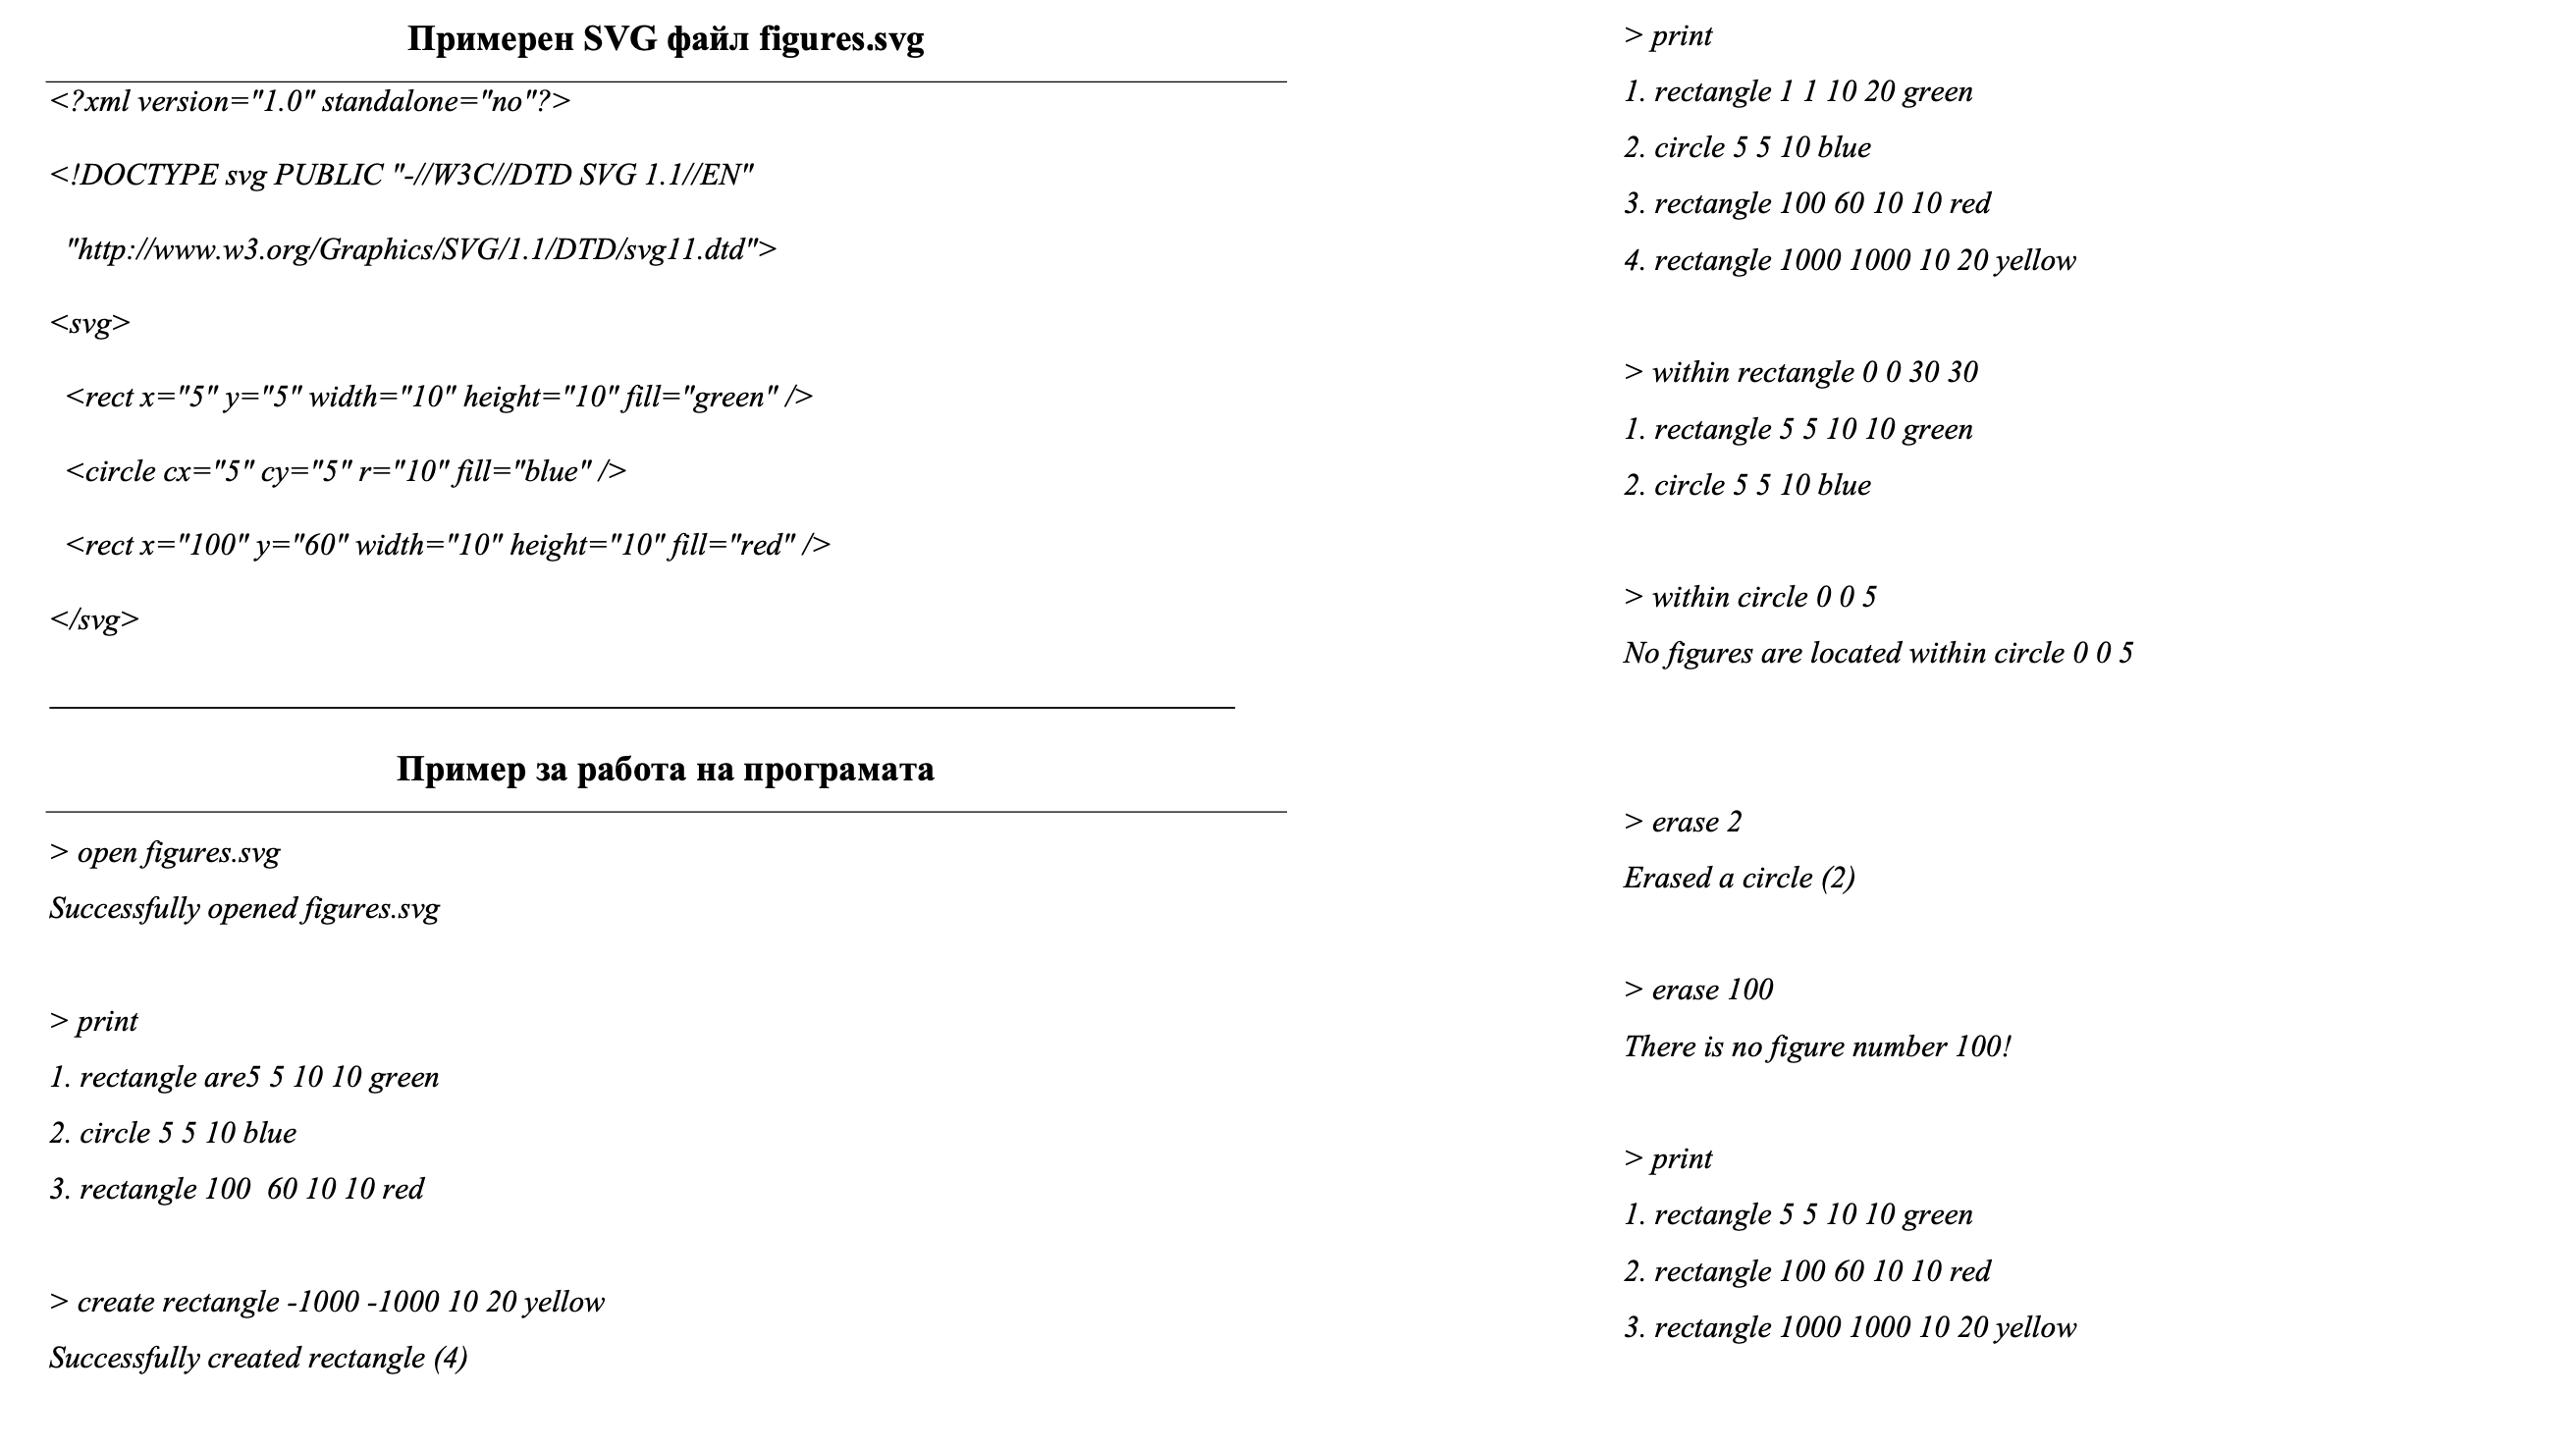 Примерен SVG файл figures.svg
<?xml version="1.0" standalone="no"?>
<!DOCTYPE svg PUBLIC "-//W3C//DTD SVG 1.1//EN"
"http://www.w3.org/Graphics/SVG/1.1/DTD/svg11.dtd">
<svg>
<rect x="5" y="5" width="10" height="10" fill="green" />
<circle cx="5" cy="5" r="10" fill="blue" />
<rect x="100" y="60" width="10" height="10" fill="red" />
</svg>
Пример за работа на програмата
> open figures.svg
Successfully opened figures.svg
> print
1. rectangle are5 5 10 10 green
2. circle 5 5 10 blue
3. rectangle 100  60 10 10 red
> create rectangle -1000 -1000 10 20 yellow
Successfully created rectangle (4)
> print
1. rectangle 1 1 10 20 green
2. circle 5 5 10 blue
3. rectangle 100 60 10 10 red
4. rectangle 1000 1000 10 20 yellow
> within rectangle 0 0 30 30
1. rectangle 5 5 10 10 green
2. circle 5 5 10 blue
> within circle 0 0 5
No figures are located within circle 0 0 5
> erase 2
Erased a circle (2)
> erase 100
There is no figure number 100!
> print
1. rectangle 5 5 10 10 green
2. rectangle 100 60 10 10 red
3. rectangle 1000 1000 10 20 yellow